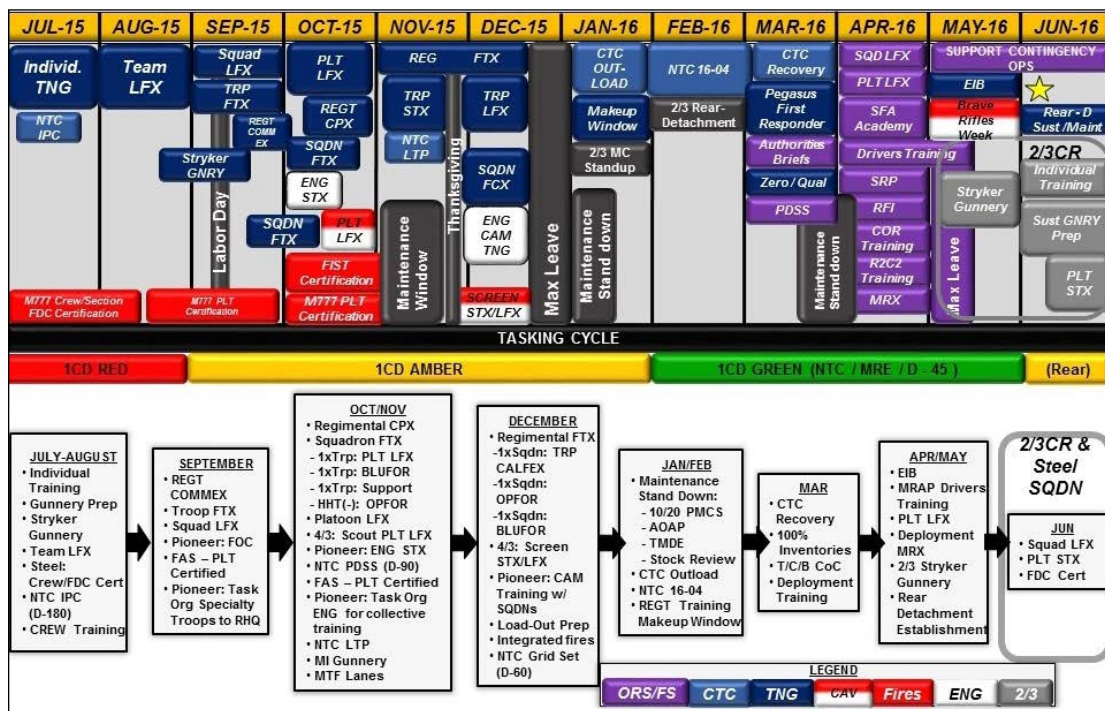 JUL-15 AUG-15 SEP-15 OCT-15 NOV-15 DEC-15 JAN-16 FEB-16 MAR-16 APR-16 MAY-16 JUN-16
Individ.
TNG
NTC
IPC
Team
LFX
Squad
LFX
TRP
FTX
REGT
COMM
EX
Stryker
GNRY
Labor Day
SQDN
FTX
PLT
LFX
REGT
CPX
SQDN
FTX
ENG
STX
PLT
LFX
FIST
Certification
M777 Crew/Section
FDC Certification
M777 PLT
Certification
M777 PLT
Certification
REG FTX
TRP
STX
NTC
LTP
Maintenance
Window
Thanksgiving
TRP
LFX
SQDN
FCX
ENG
CAM
TNG
SCREEN
STX/LFX
Max Leave
CTC
OUT-
LOAD
Makeup
Window
2/3 MC
Standup
Maintenance
Stand down
NTC 16-04
2/3 Rear-
Detachment
CTC
Recovery
Pegasus
First
Responder
Authorities
Briefs
Zero / Qual
PDSS
Maintenance
Stand down
SQD LFX
PLT LFX
SFA
Academy
Drivers Training
SRP
RFI
COR
Training
R2C2
Training
MRX
SUPPORT CONTINGENCY
OPS
EIB
Brave
Rifles
Week
Stryker
Gunnery
Max Leave
Rear - D
Sust /Maint
2/3CR
Individual
Training
Sust GNRY
Prep
PLT
STX
TASKING CYCLE
1CD RED 1CD AMBER 1CD GREEN (NTC / MRE / D - 45 ) (Rear)
JULY-AUGUST
• Individual
Training
• Gunnery Prep
• Stryker
Gunnery
• Team LFX
• Steel:
Crew/FDC Cert
• NTC IPC
(D-180)
• CREW Training
SEPTEMBER
• REGT
COMMEX
• Troop FTX
• Squad LFX
• Pioneer: FOC
• FAS – PLT
Certified
• Pioneer: Task
Org Specialty
Troops to RHQ
OCT/NOV
• Regimental CPX
• Squadron FTX
- 1xTrp: PLT LFX
- 1xTrp: BLUFOR
- 1xTrp: Support
- HHT(-): OPFOR
• Platoon LFX
• 4/3: Scout PLT LFX
• Pioneer: ENG STX
• NTC PDSS (D-90)
• FAS – PLT Certified
• Pioneer: Task Org
ENG for collective
training
• NTC LTP
• MI Gunnery
• MTF Lanes
DECEMBER
• Regimental FTX
-1xSqdn: TRP
CALFEX
-1xSqdn:
OPFOR
-1xSqdn:
BLUFOR
• 4/3: Screen
STX/LFX
• Pioneer: CAM
Training w/
SQDNs
• Load-Out Prep
• Integrated fires
• NTC Grid Set
(D-60)
JAN/FEB
• Maintenance
Stand Down:
- 10/20 PMCS
- AOAP
- TMDE
- Stock Review
• CTC Outload
• NTC 16-04
• REGT Training
Makeup Window
MAR
• CTC
Recovery
• 100%
Inventories
• T/C/B CoC
• Deployment
Training
APR/MAY
• EIB
• MRAP Drivers
Training
• PLT LFX
• Deployment
MRX
• 2/3 Stryker
Gunnery
• Rear
Detachment
Establishment
2/3CR &
Steel
SQDN
JUN
• Squad LFX
• PLT STX
• FDC Cert
LEGEND
ORS/FS CTC TNG CAV Fires ENG 2/3